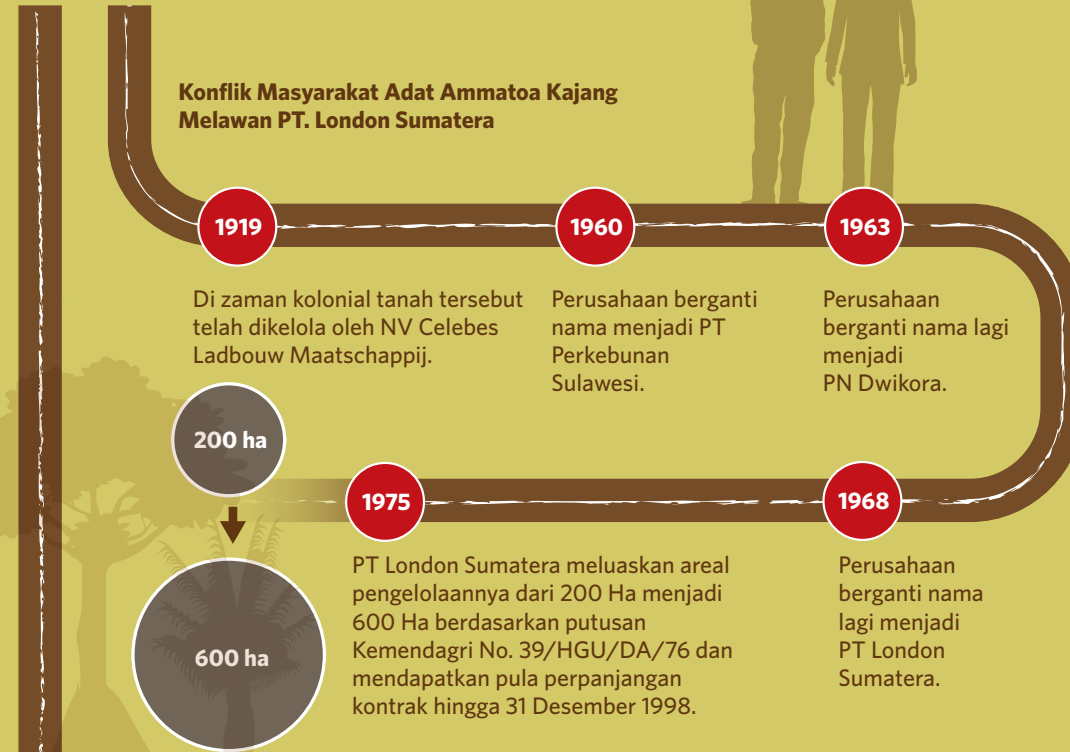 Konflik Masyarakat Adat Ammatoa Kajang
Melawan PT. London Sumatera
1919
Di zaman kolonial tanah tersebut
telah dikelola oleh NV Celebes
Ladbouw Maatschappij.
1960
Perusahaan berganti
nama menjadi PT
Perkebunan
Sulawesi.
1963
Perusahaan
berganti nama lagi
menjadi
PN Dwikora.
1968
Perusahaan
berganti nama
lagi menjadi
PT London
Sumatera.
1975
PT London Sumatera meluaskan areal
pengelolaannya dari 200 Ha menjadi
600 Ha berdasarkan putusan
Kemendagri No. 39/HGU/DA/76 dan
mendapatkan pula perpanjangan
kontrak hingga 31 Desember 1998.
200 ha
600 ha